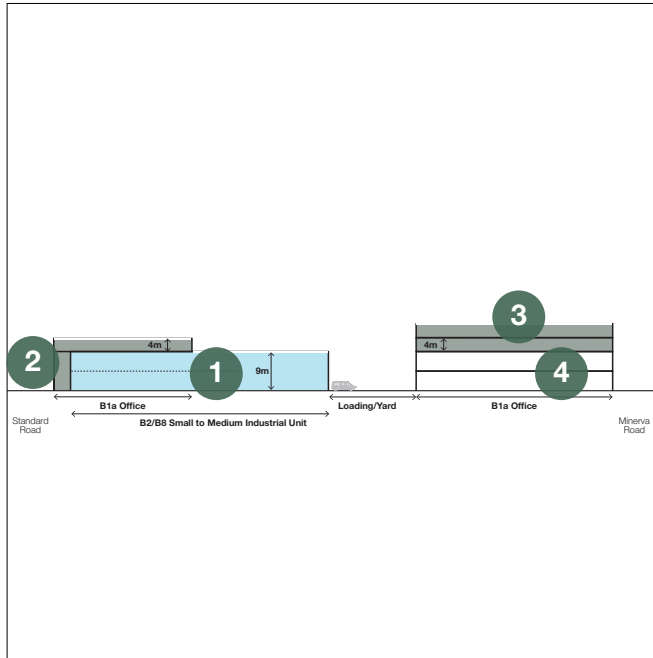 3
4m
4m
2
1
9m
4
B1a Office
Loading/Yard
B1a Office
Standard
Road
B2/B8 Small to Medium Industrial Unit
Minerva
Road